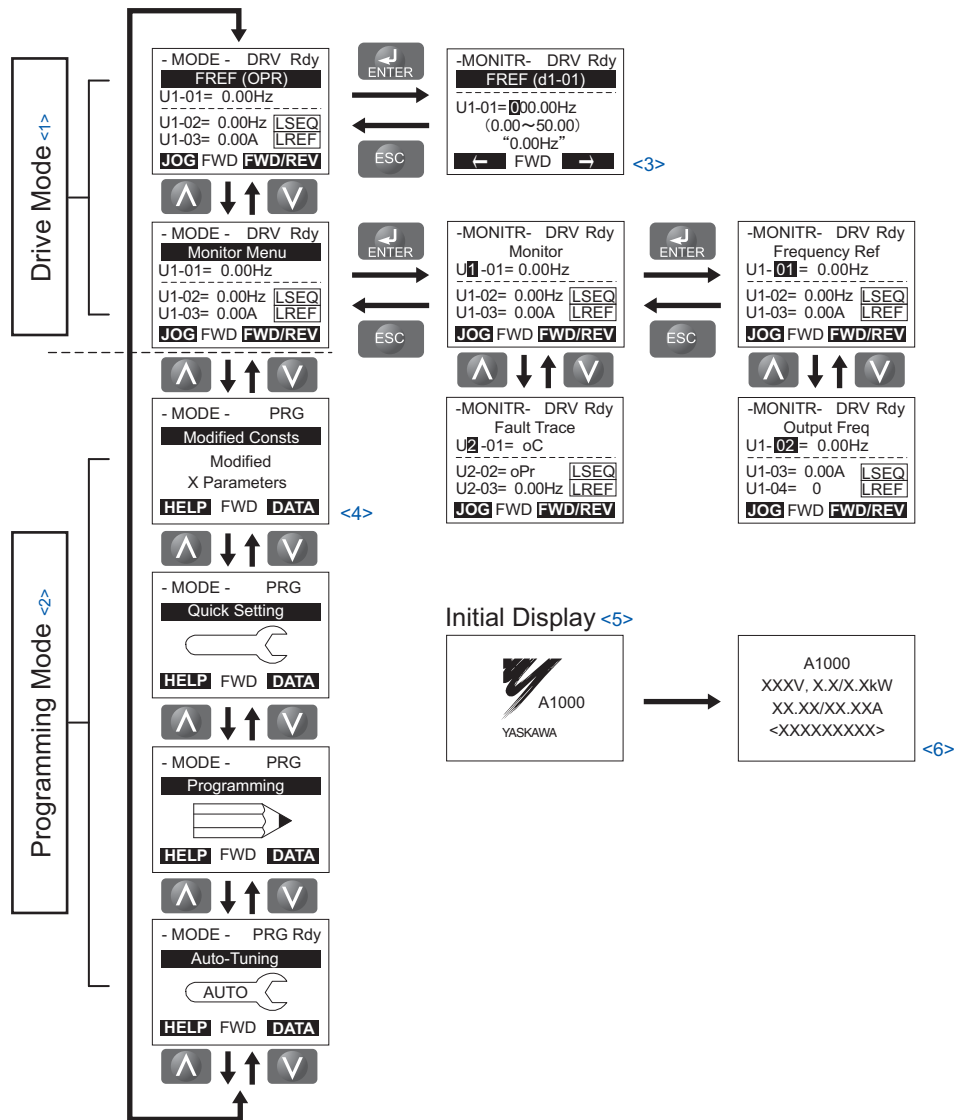 Drive Mode <1>
- MODE - DRV Rdy
FREF (OPR)
U1-01= 0.00Hz
U1-02= 0.00Hz LSEQ
U1-03= 0.00A LREF
JOG FWD FWD/REV
ENTER
ESC
-MONITR- DRV Rdy
FREF (d1-01)
U1-01= 000.00Hz
(0.00～50.00)
“0.00Hz”
← FWD →
<3>
- MODE - DRV Rdy
Monitor Menu
U1-01= 0.00Hz
U1-02= 0.00Hz LSEQ
U1-03= 0.00A LREF
JOG FWD FWD/REV
ENTER
ESC
-MONITR- DRV Rdy
Monitor
U1 -01= 0.00Hz
U1-02= 0.00Hz LSEQ
U1-03= 0.00A LREF
JOG FWD FWD/REV
ENTER
ESC
-MONITR- DRV Rdy
Frequency Ref
U1- 01 = 0.00Hz
U1-02= 0.00Hz LSEQ
U1-03= 0.00A LREF
JOG FWD FWD/REV
Programming Mode <2>
- MODE - PRG
Modified Consts
Modified
X Parameters
HELP FWD DATA
<4>
-MONITR- DRV Rdy
Fault Trace
U2 -01= oC
U2-02= oPr LSEQ
U2-03= 0.00Hz LREF
JOG FWD FWD/REV
-MONITR- DRV Rdy
Output Freq
U1- 02 = 0.00Hz
U1-03= 0.00A LSEQ
U1-04= 0 LREF
JOG FWD FWD/REV
- MODE - PRG
Quick Setting
HELP FWD DATA
Initial Display <5>
A1000
YASKAWA
A1000
XXXV, X.X/X.XkW
XX.XX/XX.XXA
<XXXXXXXXX>
<6>
- MODE - PRG
Programming
HELP FWD DATA
- MODE - PRG Rdy
Auto-Tuning
AUTO
HELP FWD DATA